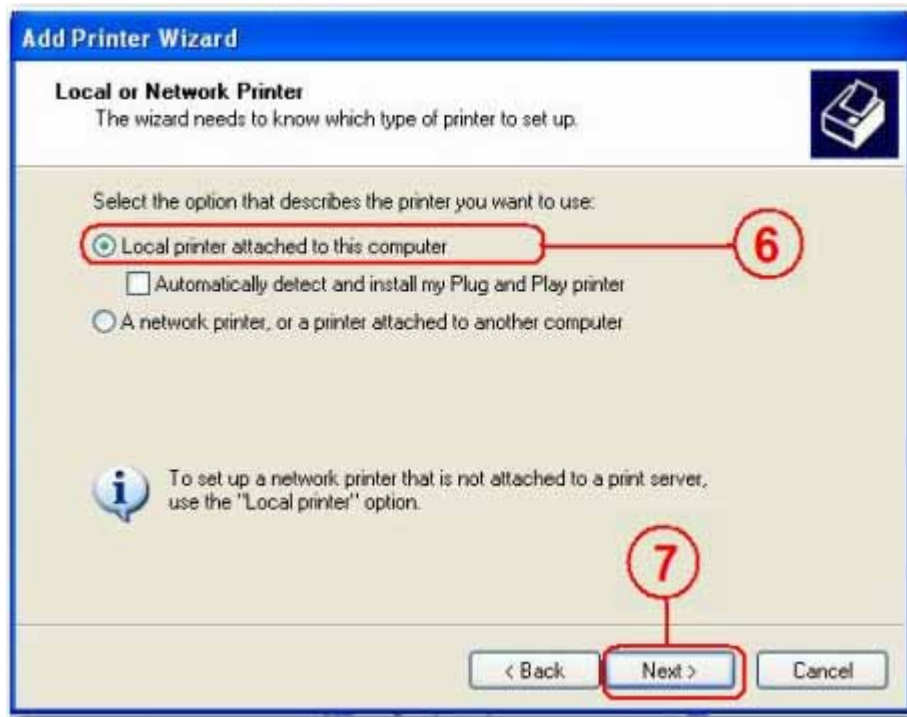 Add Printer Wizard
Local or Network Printer
The wizard needs to know which type of printer to set up.
Select the option that describes the printer you want to use:
Local printer attached to this computer
6
Automatically detect and install my Plug and Play printer
A network printer, or a printer attached to another computer
To set up a network printer that is not attached to a print server,
use the "Local printer" option.
7
< Back
Next >
Cancel